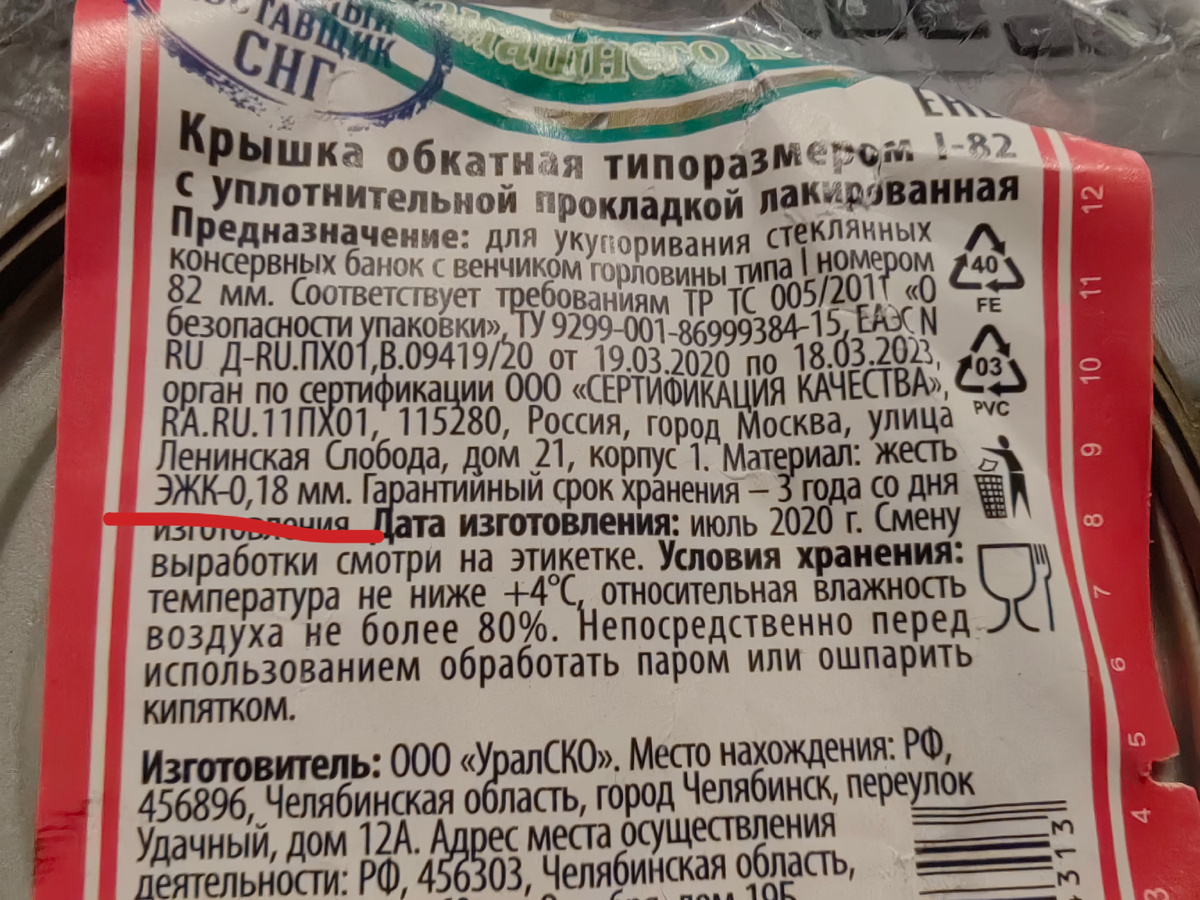 ПОСТАВЩИК
СНГ
ЕАС
Крышка обкатная типоразмером I-82
с уплотнительной прокладкой лакированная
Предназначение: для укупоривания стеклянных
консервных банок с венчиком горловины типа I номером
82 мм. Соответствует требованиям ТР ТС 005/2011 «О
безопасности упаковки», ТУ 9299-001-86999384-15, ЕАЭС N
RU Д-RU.ПХ01,В.09419/20 от 19.03.2020 по 18.03.2023,
орган по сертификации ООО «СЕРТИФИКАЦИЯ КАЧЕСТВА»,
RA.RU.11ПХ01, 115280, Россия, город Москва, улица
Ленинская Слобода, дом 21, корпус 1. Материал: жесть
ЭЖК-0,18 мм. Гарантийный срок хранения – 3 года со дня
изготовления. Дата изготовления: июль 2020 г. Смену
выработки смотри на этикетке. Условия хранения:
температура не ниже +4°С, относительная влажность
воздуха не более 80%. Непосредственно перед
использованием обработать паром или ошпарить
кипятком.
Изготовитель: ООО «УралСКО». Место нахождения: РФ,
456896, Челябинская область, город Челябинск, переулок
Удачный, дом 12А. Адрес места осуществления
деятельности: РФ, 456303, Челябинская область,
дом 19Б
40
FE
03
PVC
12
11
10
9
8
7
6
5
4
3
313